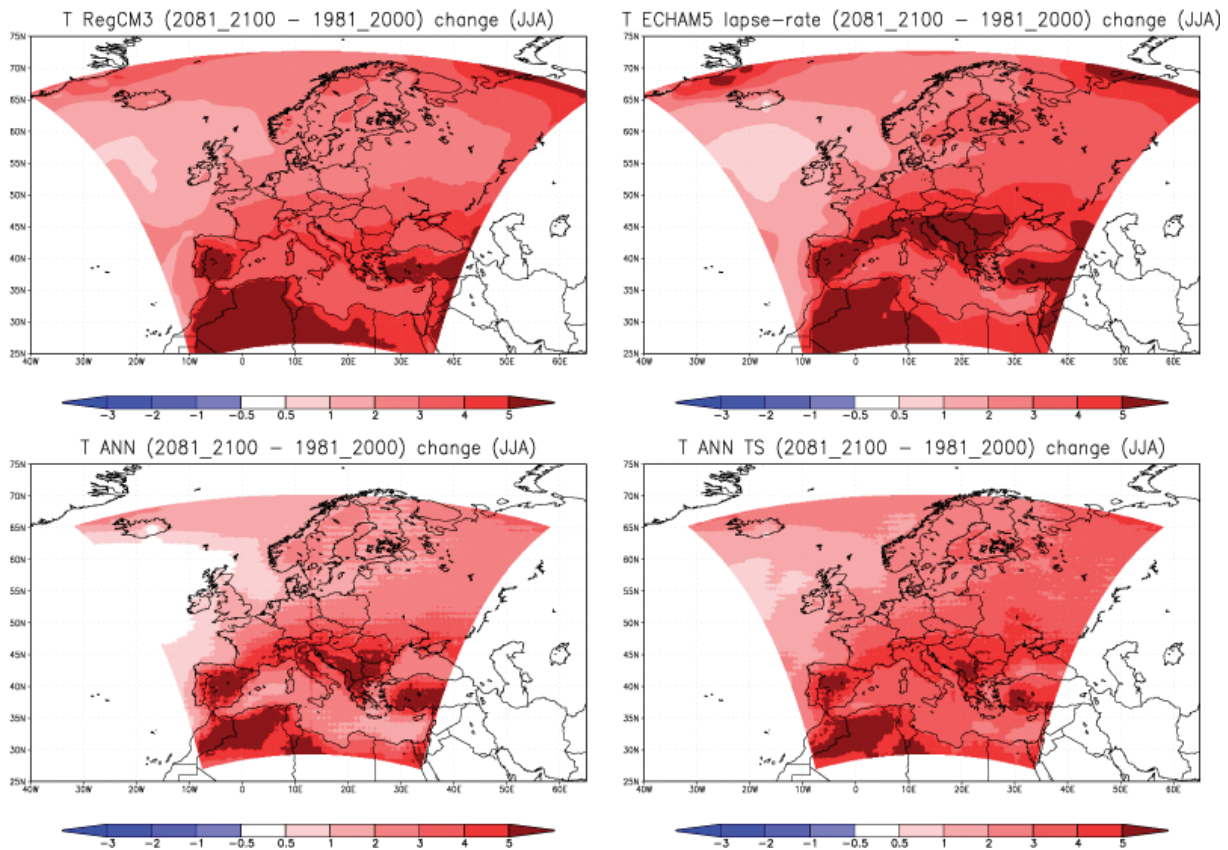 T RegCM3 (2081_2100 − 1981_2000) change (JJA)
75N
70N
65N
60N
55N
50N
45N
40N
35N
30N
25N
40W 30W 20W 10W 0 10E 20E 30E 40E 50E 60E
−3 −2 −1 −0.5 0.5 1 2 3 4 5
T ECHAM5 lapse−rate (2081_2100 − 1981_2000) change (JJA)
75N
70N
65N
60N
55N
50N
45N
40N
35N
30N
25N
40W 30W 20W 10W 0 10E 20E 30E 40E 50E 60E
−3 −2 −1 −0.5 0.5 1 2 3 4 5
T ANN (2081_2100 − 1981_2000) change (JJA)
75N
70N
65N
60N
55N
50N
45N
40N
35N
30N
25N
40W 30W 20W 10W 0 10E 20E 30E 40E 50E 60E
−3 −2 −1 −0.5 0.5 1 2 3 4 5
T ANN TS (2081_2100 − 1981_2000) change (JJA)
75N
70N
65N
60N
55N
50N
45N
40N
35N
30N
25N
40W 30W 20W 10W 0 10E 20E 30E 40E 50E 60E
−3 −2 −1 −0.5 0.5 1 2 3 4 5